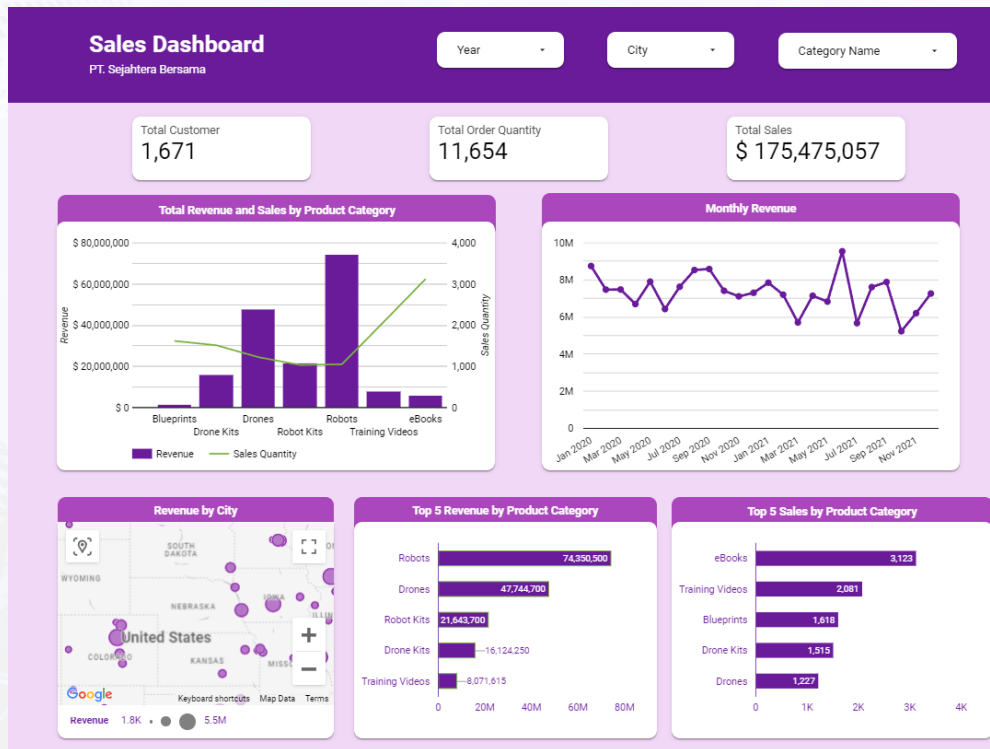 Sales Dashboard
PT. Sejahtera Bersama
Year
City
Category Name
Total Customer
1,671
Total Order Quantity
11,654
Total Sales
$ 175,475,057
Total Revenue and Sales by Product Category
$ 80,000,000
$ 60,000,000
$ 40,000,000
$ 20,000,000
$ 0
Revenue
4,000
3,000
2,000
1,000
0
Sales Quantity
Blueprints
Drone Kits
Drones
Robot Kits
Robots
Training Videos
eBooks
Revenue
Sales Quantity
Monthly Revenue
10M
8M
6M
4M
2M
0
Jan 2020
Mar 2020
May 2020
Jul 2020
Sep 2020
Nov 2020
Jan 2021
Mar 2021
May 2021
Jul 2021
Sep 2021
Nov 2021
Revenue by City
SOUTH
DAKOTA
WYOMING
NEBRASKA
IOWA
ILLIN
United States
COLORADO
KANSAS
MISS
Google
Keyboard shortcuts Map Data Terms
Revenue 1.8K 5.5M
Top 5 Revenue by Product Category
Robots 74,350,500
Drones 47,744,700
Robot Kits 21,643,700
Drone Kits 16,124,250
Training Videos 8,071,615
0 20M 40M 60M 80M
Top 5 Sales by Product Category
eBooks 3,123
Training Videos 2,081
Blueprints 1,618
Drone Kits 1,515
Drones 1,227
0 1K 2K 3K 4K